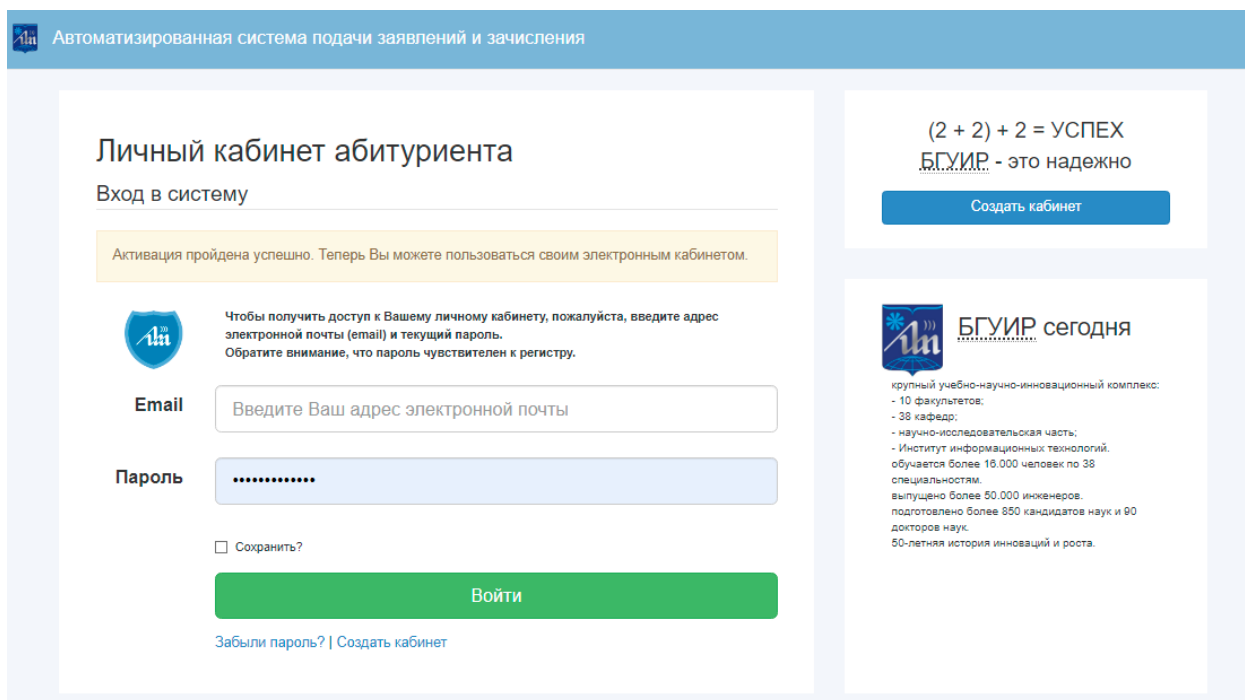 Автоматизированная система подачи заявлений и зачисления
Личный кабинет абитуриента
Вход в систему
Активация пройдена успешно. Теперь Вы можете пользоваться своим электронным кабинетом.
Чтобы получить доступ к Вашему личному кабинету, пожалуйста, введите адрес
электронной почты (email) и текущий пароль.
Обратите внимание, что пароль чувствителен к регистру.
Email
Введите Ваш адрес электронной почты
Пароль
•••••••••••••
Сохранить?
Войти
Забыли пароль? | Создать кабинет
(2 + 2) + 2 = УСПЕХ
БГУИР - это надежно
Создать кабинет
БГУИР сегодня
крупный учебно-научно-инновационный комплекс:
- 10 факультетов;
- 38 кафедр;
- научно-исследовательская часть;
- Институт информационных технологий.
обучается более 16.000 человек по 38
специальностям.
выпущено более 50.000 инженеров.
подготовлено более 850 кандидатов наук и 90
докторов наук.
50-летняя история инноваций и роста.